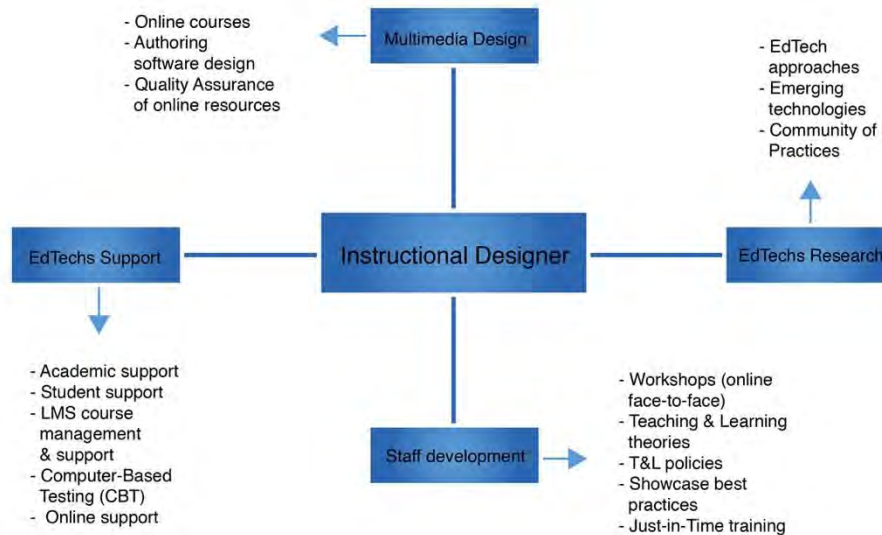 - Online courses
- Authoring
software design
- Quality Assurance
of online resources
Multimedia Design
- EdTech
approaches
- Emerging
technologies
- Community of
Practices
EdTechs Support
Instructional Designer
EdTechs Research
- Academic support
- Student support
- LMS course
management
& support
- Computer-Based
Testing (CBT)
- Online support
Staff development
- Workshops (online
face-to-face)
- Teaching & Learning
theories
- T&L policies
- Showcase best
practices
- Just-in-Time training